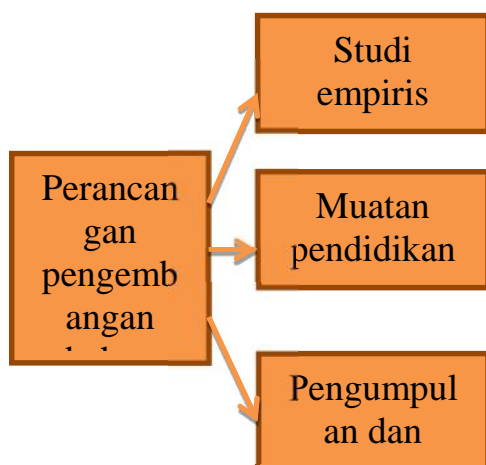 Studi
empiris
Perancan
gan
pengemb
angan
Muatan
pendidikan
Pengumpul
an dan